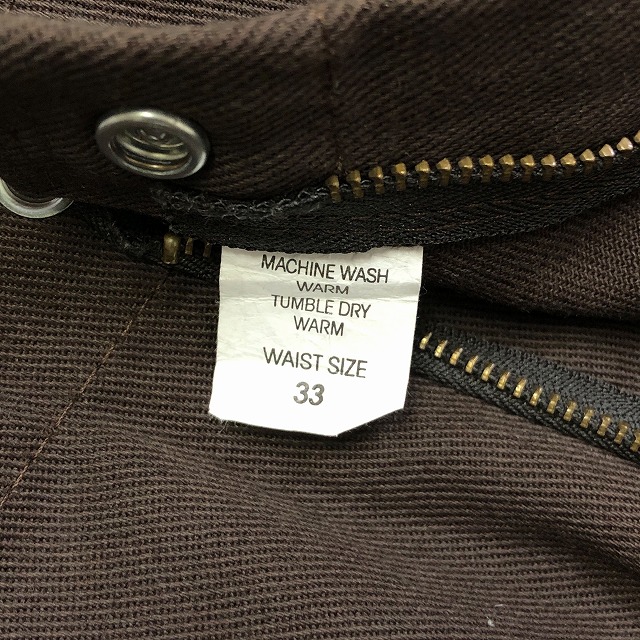 MACHINE WASH
WARM
TUMBLE DRY
WARM
WAIST SIZE
33